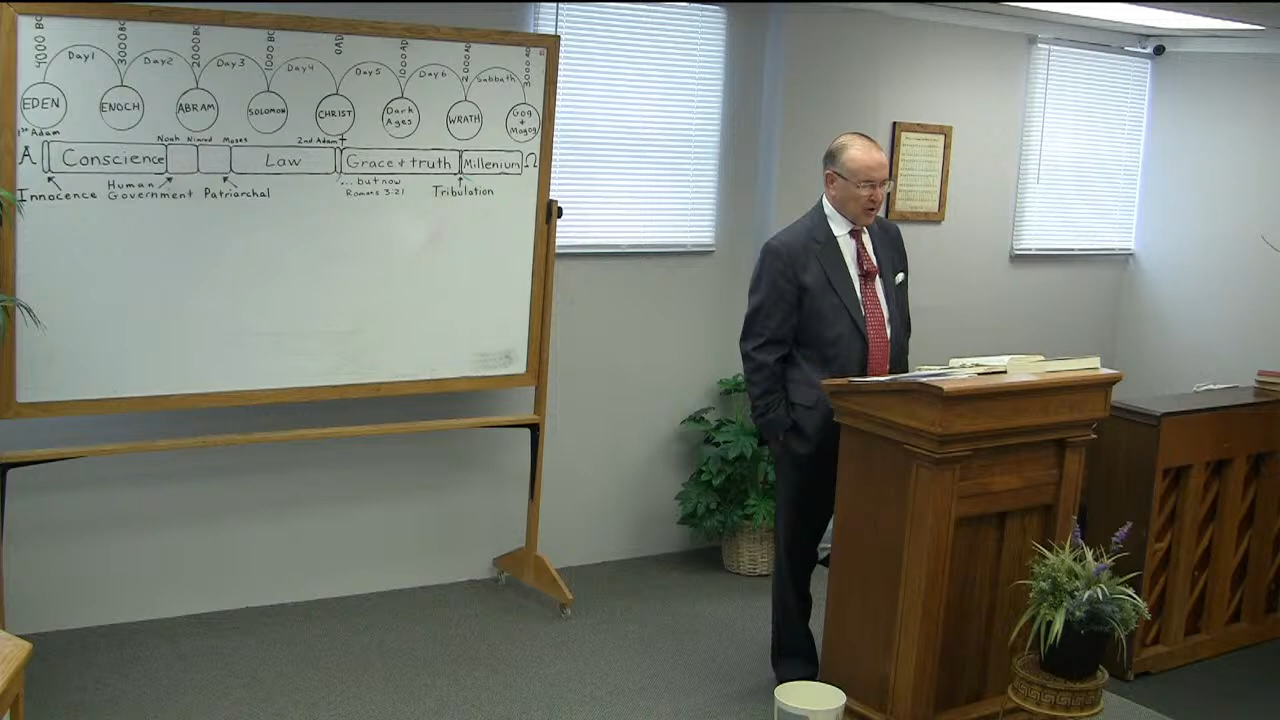 4000 BC 3000 BC 2000 BC 1000 BC 0 AD 1000 AD 2000 AD 3000 AD
Day 1 Day 2 Day 3 Day 4 Day 5 Day 6 Sabbath
EDEN ENOCH ABRAM SOLOMON CHRIST Dark Ages WRATH Gog + Magog
1st Adam Noah Nimrod Moses 2nd Adam
A Conscience Law Grace + truth Millenium Ω
Innocence Human Government Patriarchal ... but now Romans 3:21 Tribulation